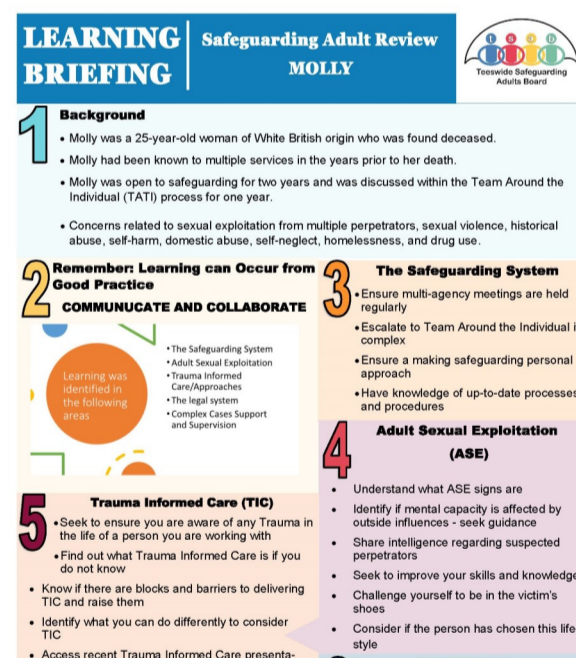 LEARNING
BRIEFING
Safeguarding Adult Review
MOLLY
t s a b
Teeswide Safeguarding
Adults Board
1
Background
• Molly was a 25-year-old woman of White British origin who was found deceased.
• Molly had been known to multiple services in the years prior to her death.
• Molly was open to safeguarding for two years and was discussed within the Team Around the
Individual (TATI) process for one year.
• Concerns related to sexual exploitation from multiple perpetrators, sexual violence, historical
abuse, self-harm, domestic abuse, self-neglect, homelessness, and drug use.
2
Remember: Learning can Occur from
Good Practice
COMMUNUCATE AND COLLABORATE
Learning was
identified in
the following
areas
• The Safeguarding System
• Adult Sexual Exploitation
• Trauma Informed
Care/Approaches
• The legal system
• Complex Cases Support
and Supervision
3
The Safeguarding System
• Ensure multi-agency meetings are held
regularly
• Escalate to Team Around the Individual i
complex
• Ensure a making safeguarding personal
approach
• Have knowledge of up-to-date processes
and procedures
4
Adult Sexual Exploitation
(ASE)
• Understand what ASE signs are
• Identify if mental capacity is affected by
outside influences - seek guidance
• Share intelligence regarding suspected
perpetrators
• Seek to improve your skills and knowledge
• Challenge yourself to be in the victim's
shoes
• Consider if the person has chosen this life
style
5
Trauma Informed Care (TIC)
• Seek to ensure you are aware of any Trauma in
the life of a person you are working with
• Find out what Trauma Informed Care is if you
do not know
• Know if there are blocks and barriers to delivering
TIC and raise them
• Identify what you can do differently to consider
TIC
• Access recent Trauma Informed Care presenta-